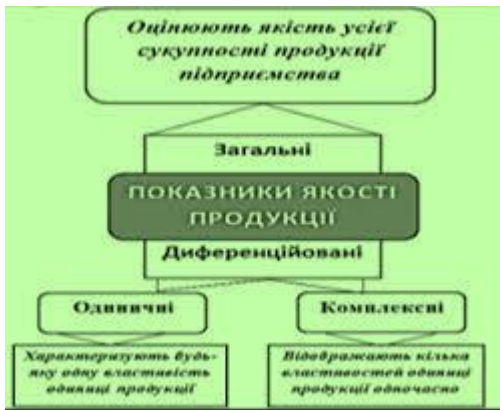 Оцінюють якість усієї
сукупності продукції
підприємства
Загальні
ПОКАЗНИКИ ЯКОСТІ
ПРОДУКЦІЇ
Диференційовані
Одиничні
Комплексні
Характеризують будь-
яку одну властивість
одиниці продукції
Відображають кілька
властивостей одиниці
продукції одночасно